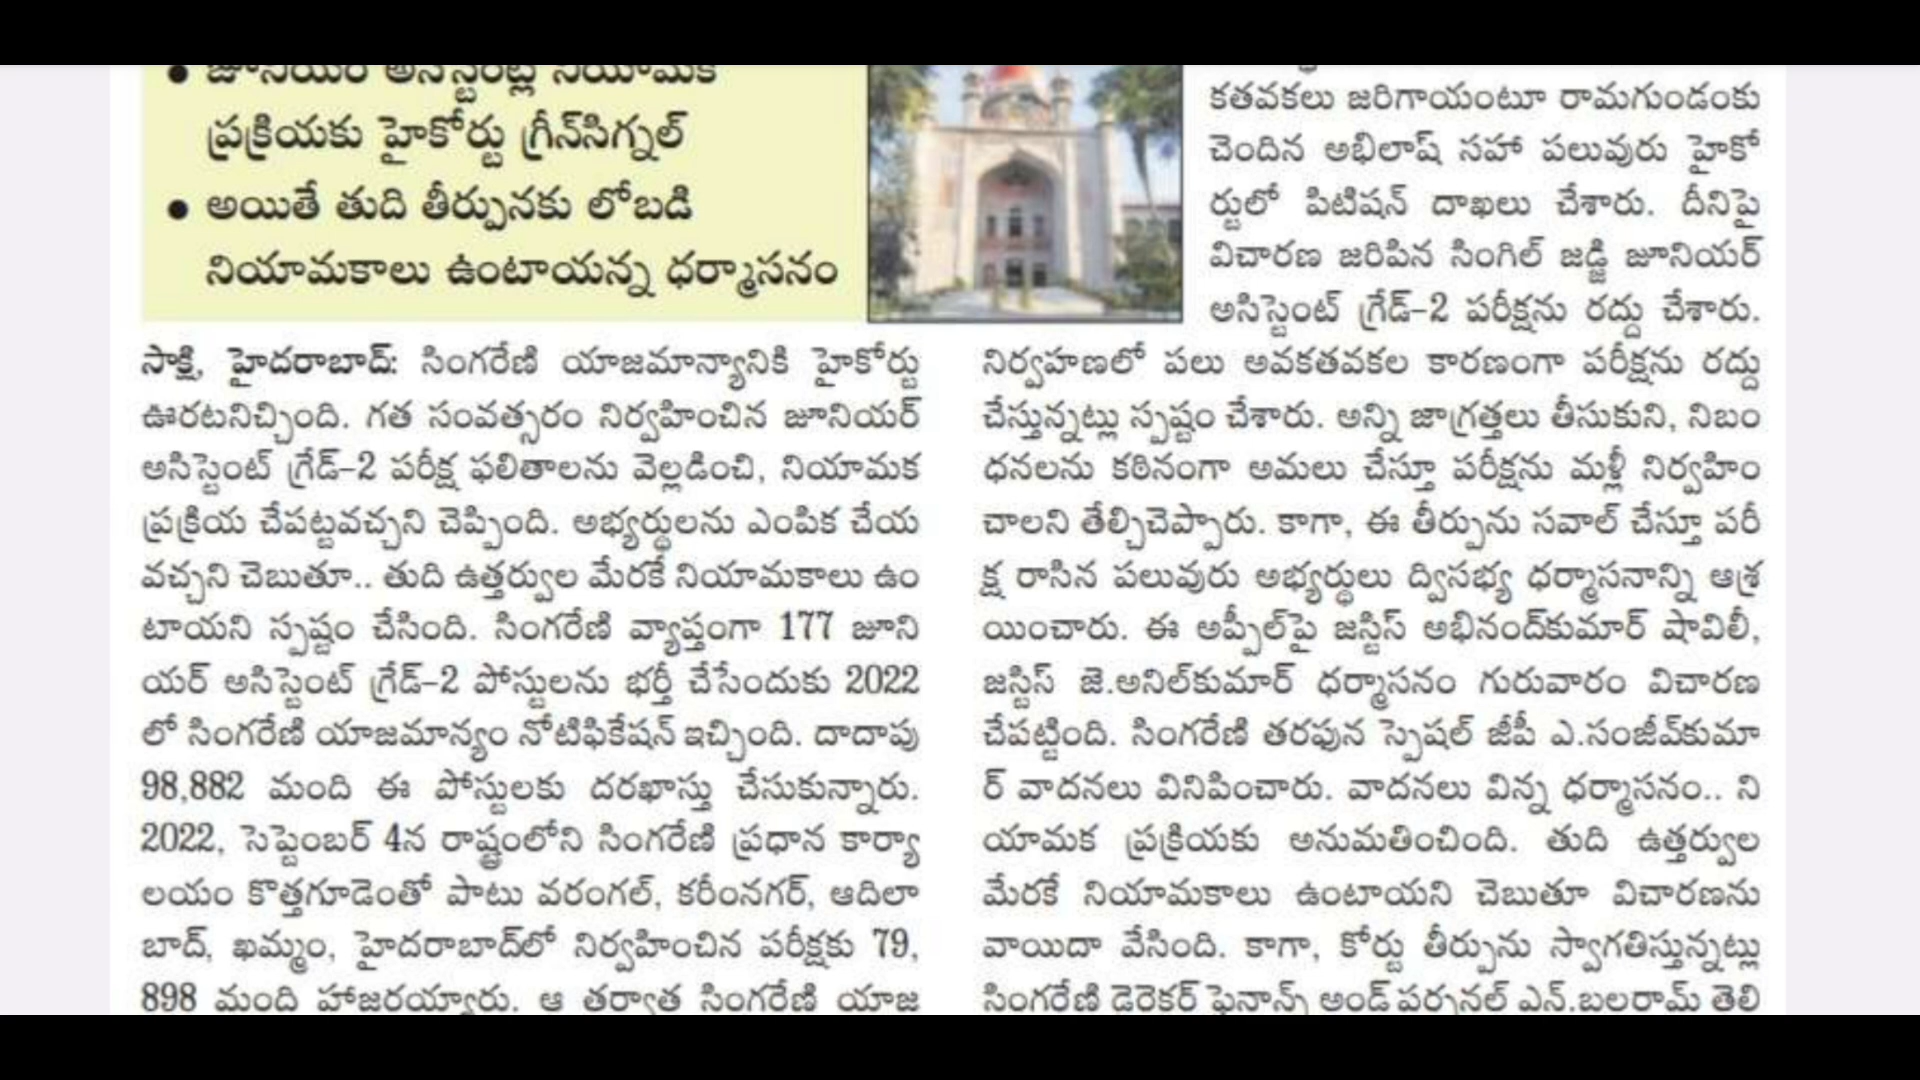 జూనియర్ అసిస్టెంట్ల నియామక
ప్రక్రియకు హైకోర్టు గ్రీన్‌సిగ్నల్
అయితే తుది తీర్పునకు లోబడి
నియామకాలు ఉంటాయన్న ధర్మాసనం
సాక్షి, హైదరాబాద్: సింగరేణి యాజమాన్యానికి హైకోర్టు
ఊరటనిచ్చింది. గత సంవత్సరం నిర్వహించిన జూనియర్
అసిస్టెంట్ గ్రేడ్–2 పరీక్ష ఫలితాలను వెల్లడించి, నియామక
ప్రక్రియ చేపట్టవచ్చని చెప్పింది. అభ్యర్థులను ఎంపిక చేయ
వచ్చని చెబుతూ.. తుది ఉత్తర్వుల మేరకే నియామకాలు ఉం
టాయని స్పష్టం చేసింది. సింగరేణి వ్యాప్తంగా 177 జూని
యర్ అసిస్టెంట్ గ్రేడ్–2 పోస్టులను భర్తీ చేసేందుకు 2022
లో సింగరేణి యాజమాన్యం నోటిఫికేషన్ ఇచ్చింది. దాదాపు
98,882 మంది ఈ పోస్టులకు దరఖాస్తు చేసుకున్నారు.
2022, సెప్టెంబర్ 4న రాష్ట్రంలోని సింగరేణి ప్రధాన కార్యా
లయం కొత్తగూడెంతో పాటు వరంగల్, కరీంనగర్, ఆదిలా
బాద్, ఖమ్మం, హైదరాబాద్‌లో నిర్వహించిన పరీక్షకు 79,
898 మంది హాజరయ్యారు. ఆ తర్వాత సింగరేణి యాజ
కతవకలు జరిగాయంటూ రామగుండంకు
చెందిన అభిలాష్ సహా పలువురు హైకో
ర్టులో పిటిషన్ దాఖలు చేశారు. దీనిపై
విచారణ జరిపిన సింగిల్ జడ్జి జూనియర్
అసిస్టెంట్ గ్రేడ్–2 పరీక్షను రద్దు చేశారు.
నిర్వహణలో పలు అవకతవకల కారణంగా పరీక్షను రద్దు
చేస్తున్నట్లు స్పష్టం చేశారు. అన్ని జాగ్రత్తలు తీసుకుని, నిబం
ధనలను కఠినంగా అమలు చేస్తూ పరీక్షను మళ్లీ నిర్వహిం
చాలని తేల్చిచెప్పారు. కాగా, ఈ తీర్పును సవాల్ చేస్తూ పరీ
క్ష రాసిన పలువురు అభ్యర్థులు ద్విసభ్య ధర్మాసనాన్ని ఆశ్ర
యించారు. ఈ అప్పీల్‌పై జస్టిస్ అభినంద్‌కుమార్ షావిలీ,
జస్టిస్ జె.అనిల్‌కుమార్ ధర్మాసనం గురువారం విచారణ
చేపట్టింది. సింగరేణి తరఫున స్పెషల్ జీపీ ఎ.సంజీవ్‌కుమా
ర్ వాదనలు వినిపించారు. వాదనలు విన్న ధర్మాసనం.. ని
యామక ప్రక్రియకు అనుమతించింది. తుది ఉత్తర్వుల
మేరకే నియామకాలు ఉంటాయని చెబుతూ విచారణను
వాయిదా వేసింది. కాగా, కోర్టు తీర్పును స్వాగతిస్తున్నట్లు
సింగరేణి డైరెక్టర్ ఫైనాన్స్ అండ్ పర్సనల్ ఎన్.బలరామ్ తెలి